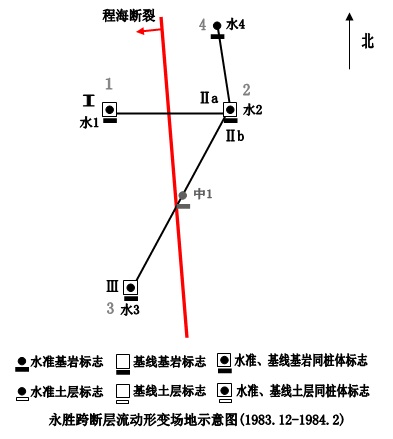 程海断裂
4 水4
北
1
2
Ⅰ
Ⅱa
水1
水2
Ⅱb
中1
Ⅲ
3 水3
水准基岩标志 基线基岩标志 水准、基线基岩同桩体标志
水准土层标志 基线土层标志 水准、基线土层同桩体标志
永胜跨断层流动形变场地示意图(1983.12-1984.2)